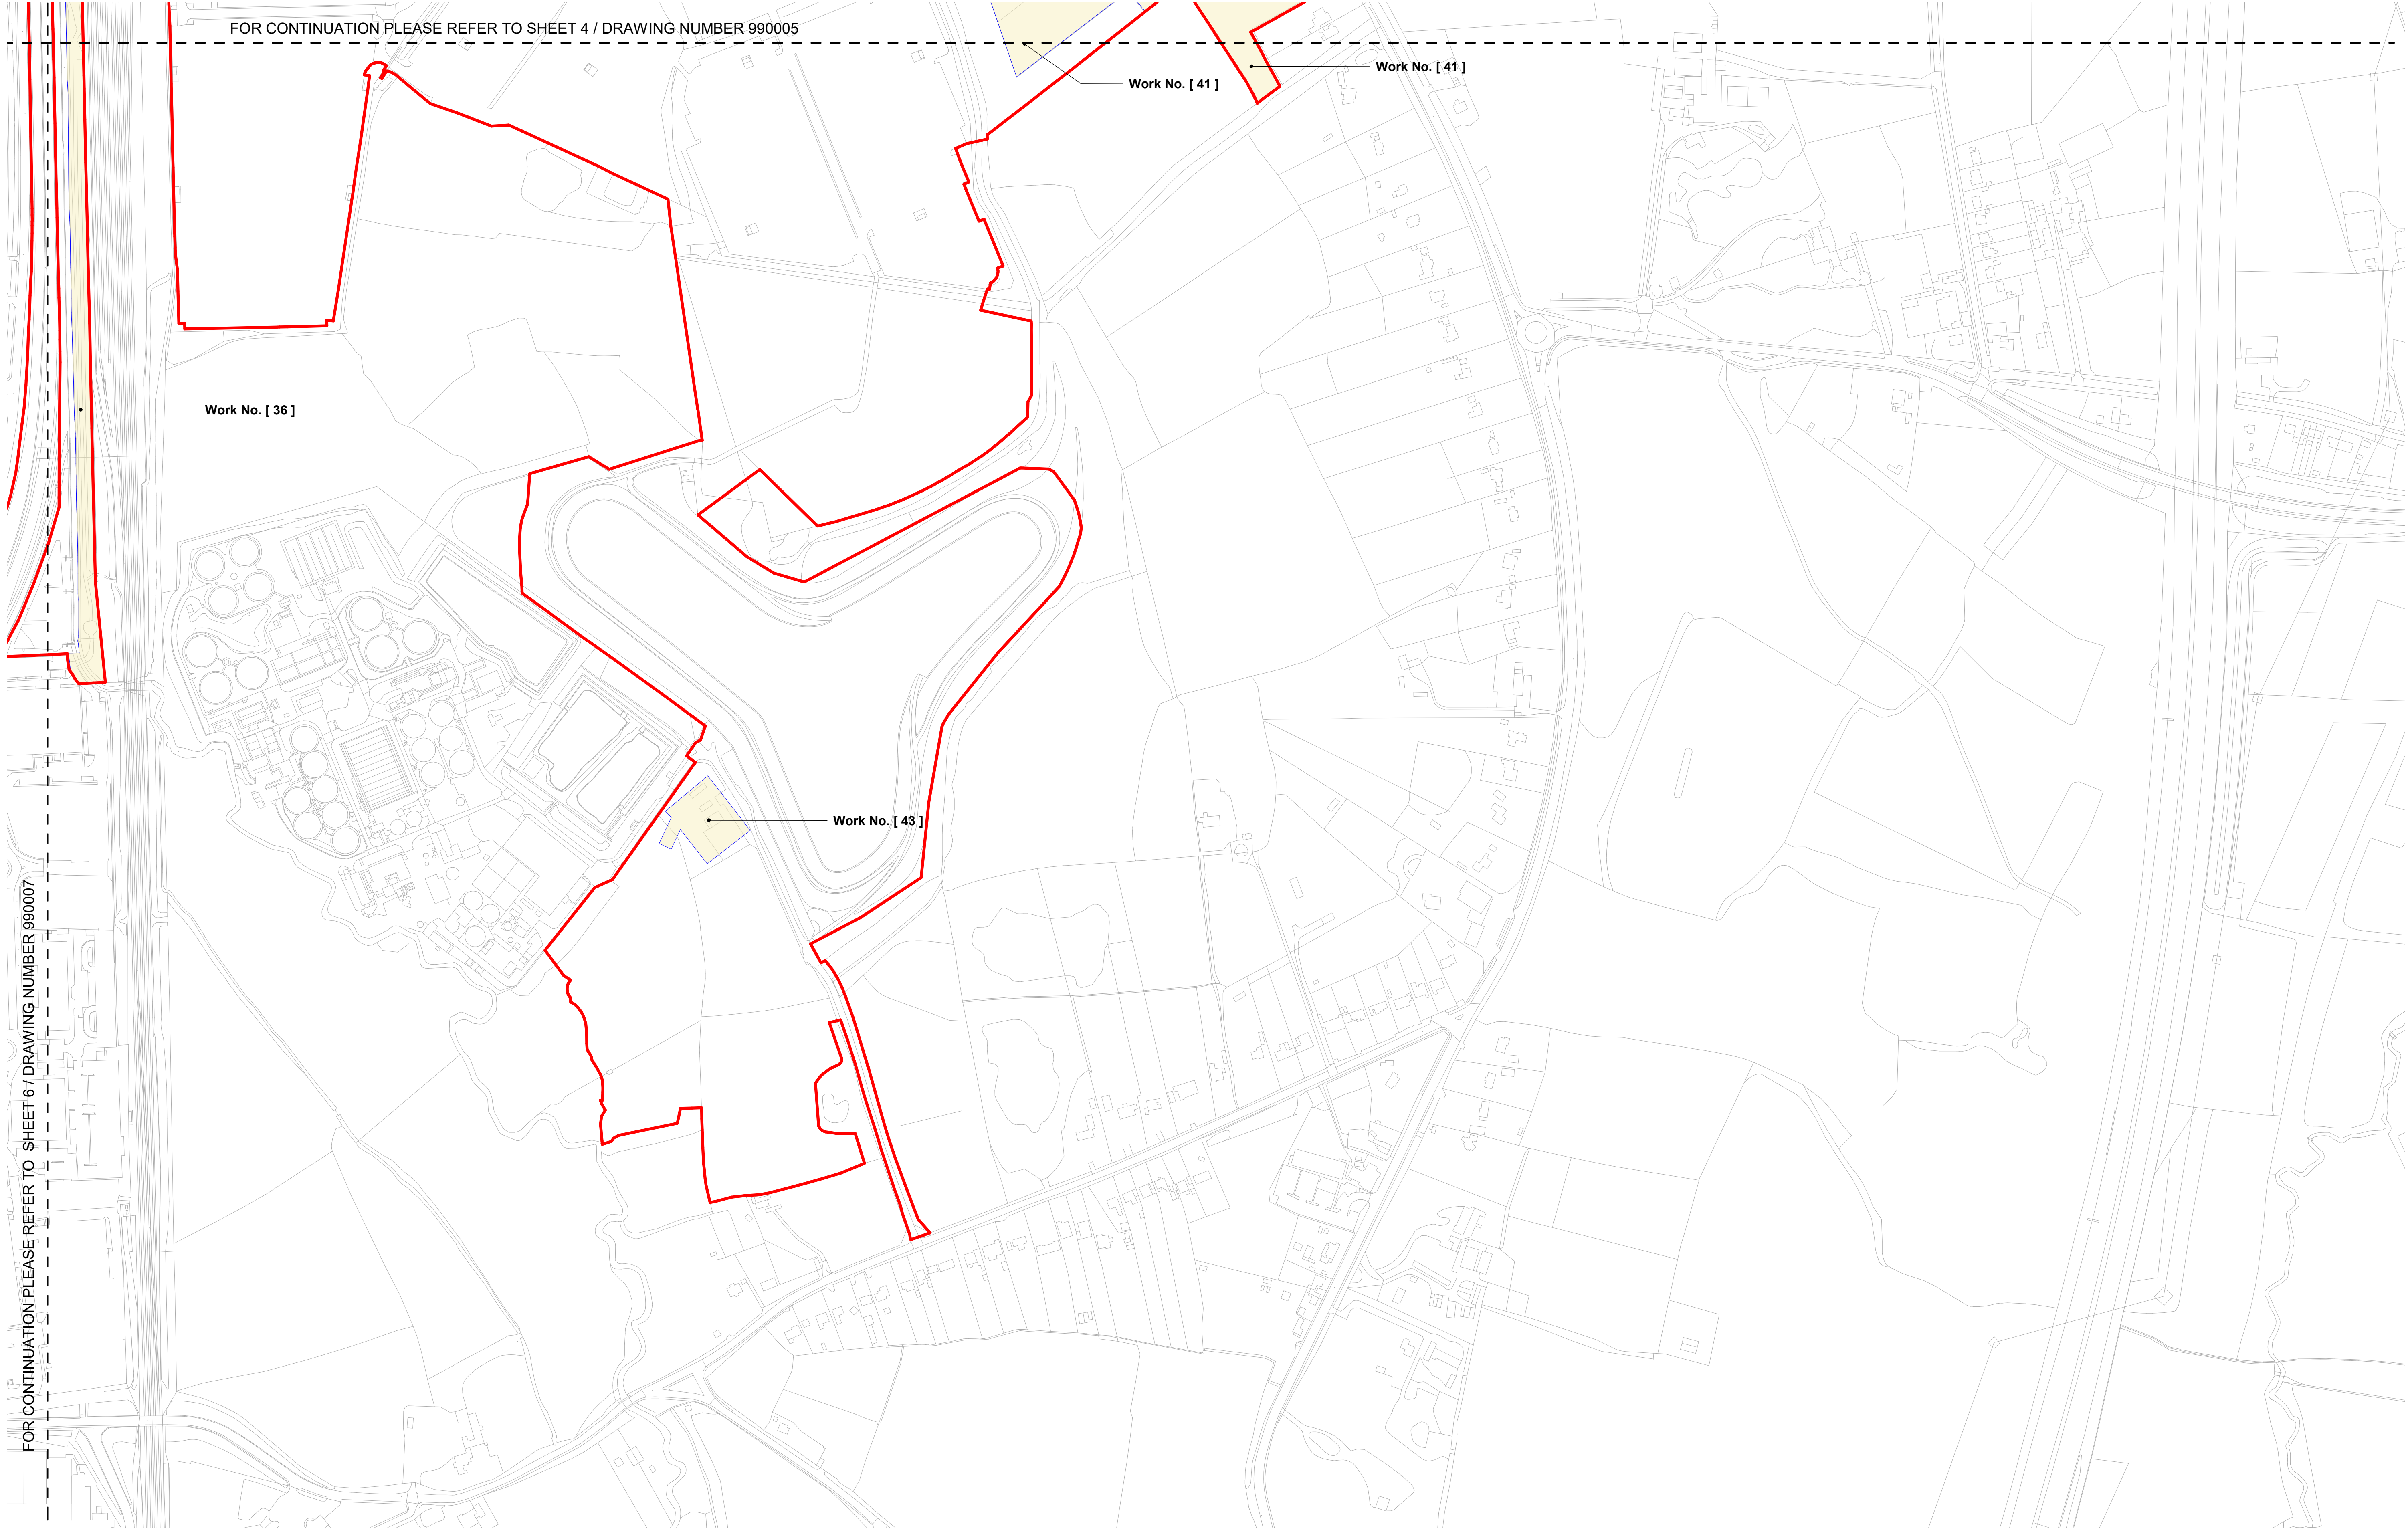 FOR CONTINUATION PLEASE REFER TO SHEET 4 / DRAWING NUMBER 990005
Work No. [ 41 ]
Work No. [ 41 ]
Work No. [ 36 ]
Work No. [ 43 ]
FOR CONTINUATION PLEASE REFER TO SHEET 6 / DRAWING NUMBER 990007